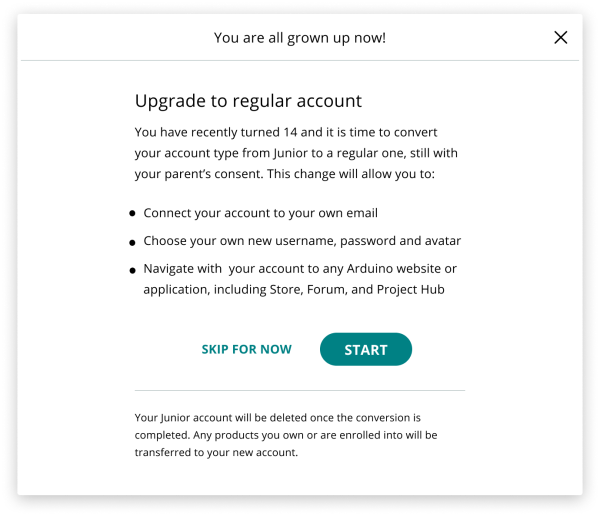 You are all grown up now!
Upgrade to regular account
You have recently turned 14 and it is time to convert
your account type from Junior to a regular one, still with
your parent’s consent. This change will allow you to:
Connect your account to your own email
Choose your own new username, password and avatar
Navigate with  your account to any Arduino website or
application, including Store, Forum, and Project Hub
SKIP FOR NOW START
Your Junior account will be deleted once the conversion is
completed. Any products you own or are enrolled into will be
transferred to your new account.